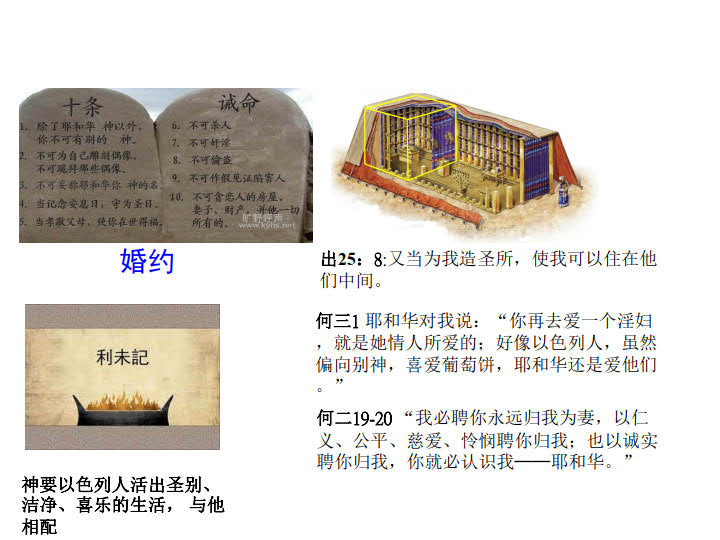 十条
诫命
1. 除了耶和华 神以外，
你不可有别的 神。
2. 不可为自己雕刻偶像，
不可跪拜那些偶像。
3. 不可妄称耶和华你 神的名
4. 当记念安息日，守为圣日。
5. 当孝敬父母，使你在世得福。
6. 不可杀人
7. 不可奸淫
8. 不可偷盗
9. 不可作假见证陷害人
10. 不可贪恋人的房屋、
妻子、财产，并他一切
所有的。
旷野呼声
www.kyhs.net
婚约
出25：8:又当为我造圣所，使我可以住在他
们中间。
利未記
何三1 耶和华对我说：“你再去爱一个淫妇
，就是她情人所爱的；好像以色列人，虽然
偏向别神，喜爱葡萄饼，耶和华还是爱他们
。”
何二19-20 “我必聘你永远归我为妻，以仁
义、公平、慈爱、怜悯聘你归我；也以诚实
聘你归我，你就必认识我——耶和华。”
神要以色列人活出圣别、
洁净、喜乐的生活， 与他
相配